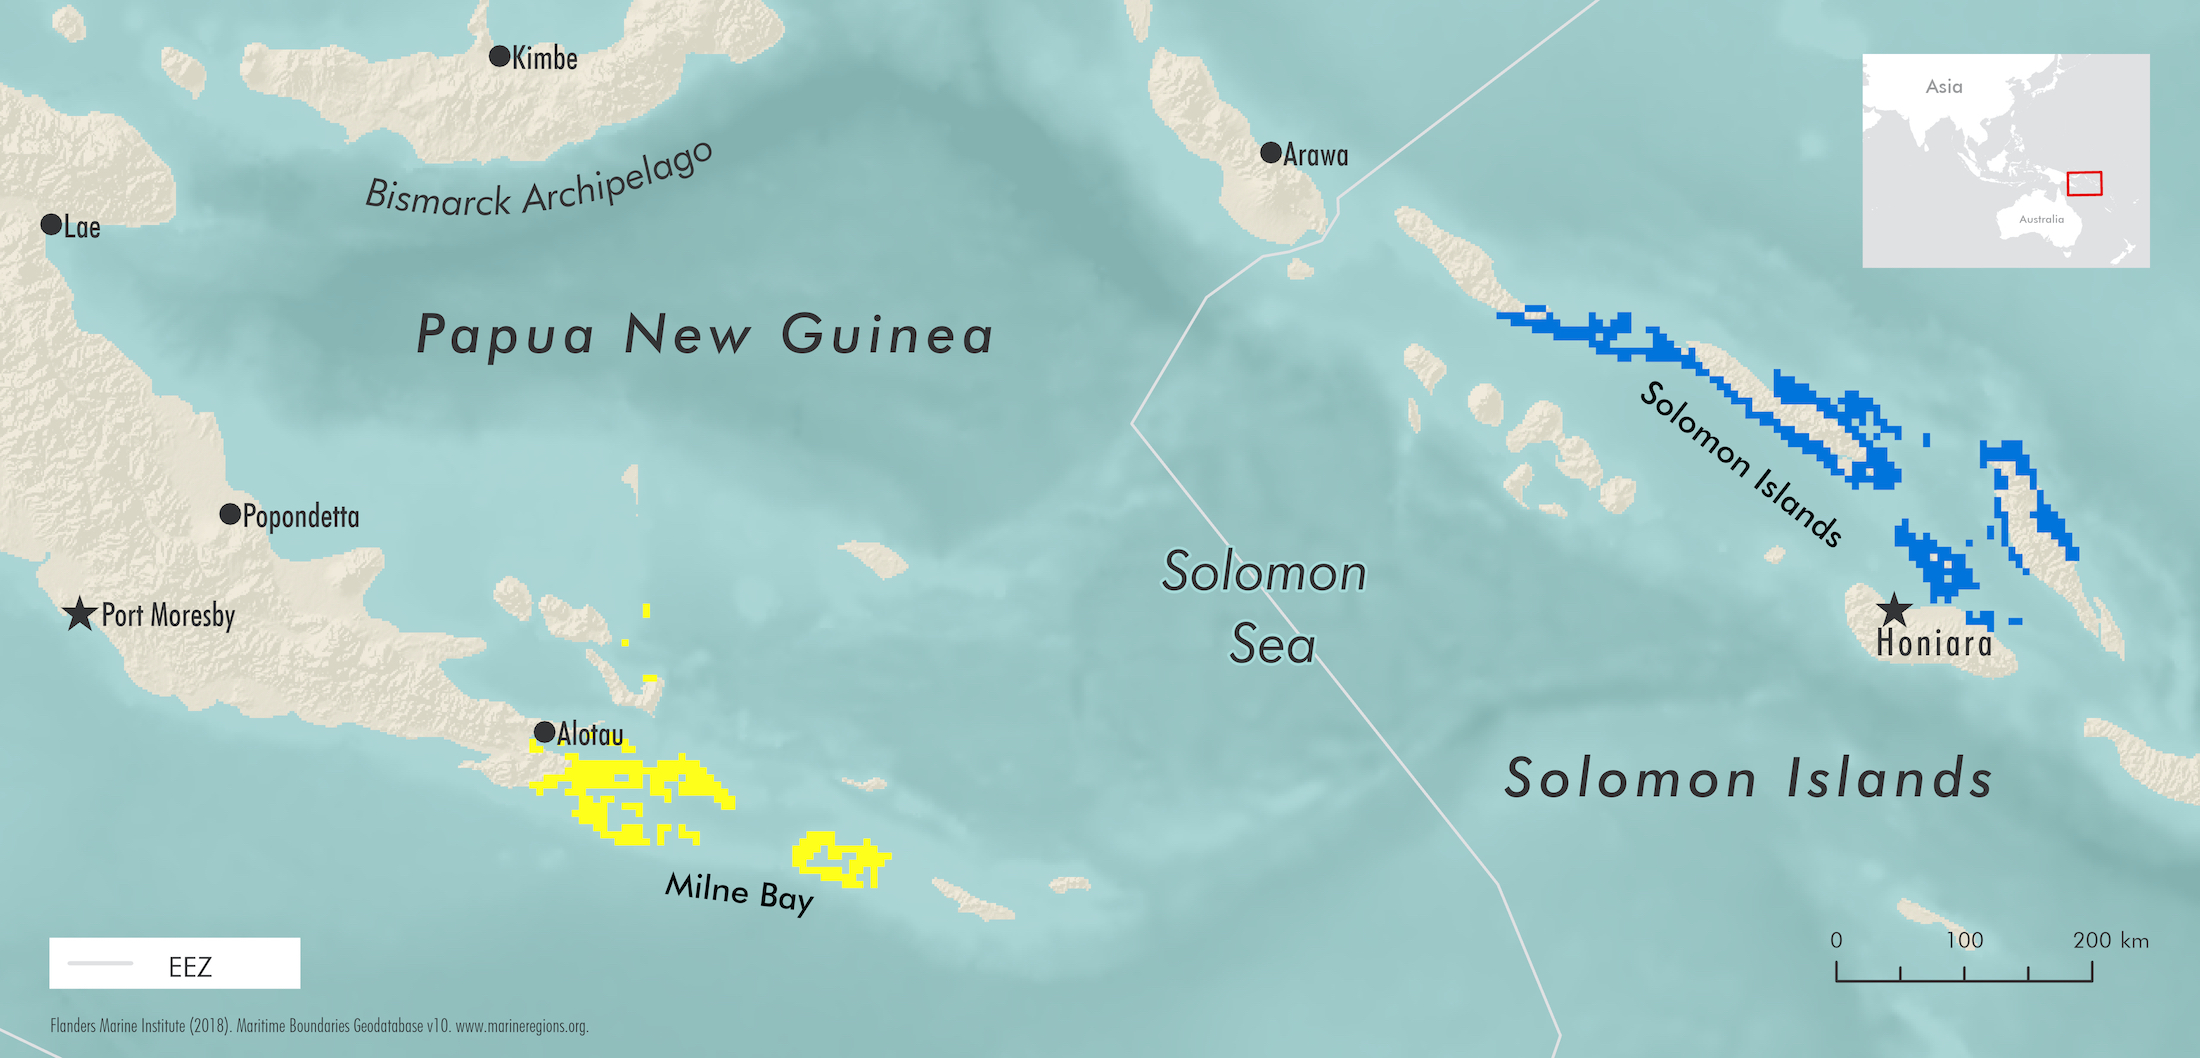 Kimbe
Asia
Arawa
Bismarck Archipelago
Lae
Australia
Papua New Guinea
Solomon Islands
Popondetta
Solomon
Sea
Port Moresby
Honiara
Alotau
Solomon Islands
Milne Bay
0 100 200 km
EEZ
Flanders Marine Institute (2018). Maritime Boundaries Geodatabase v10. www.marineregions.org.